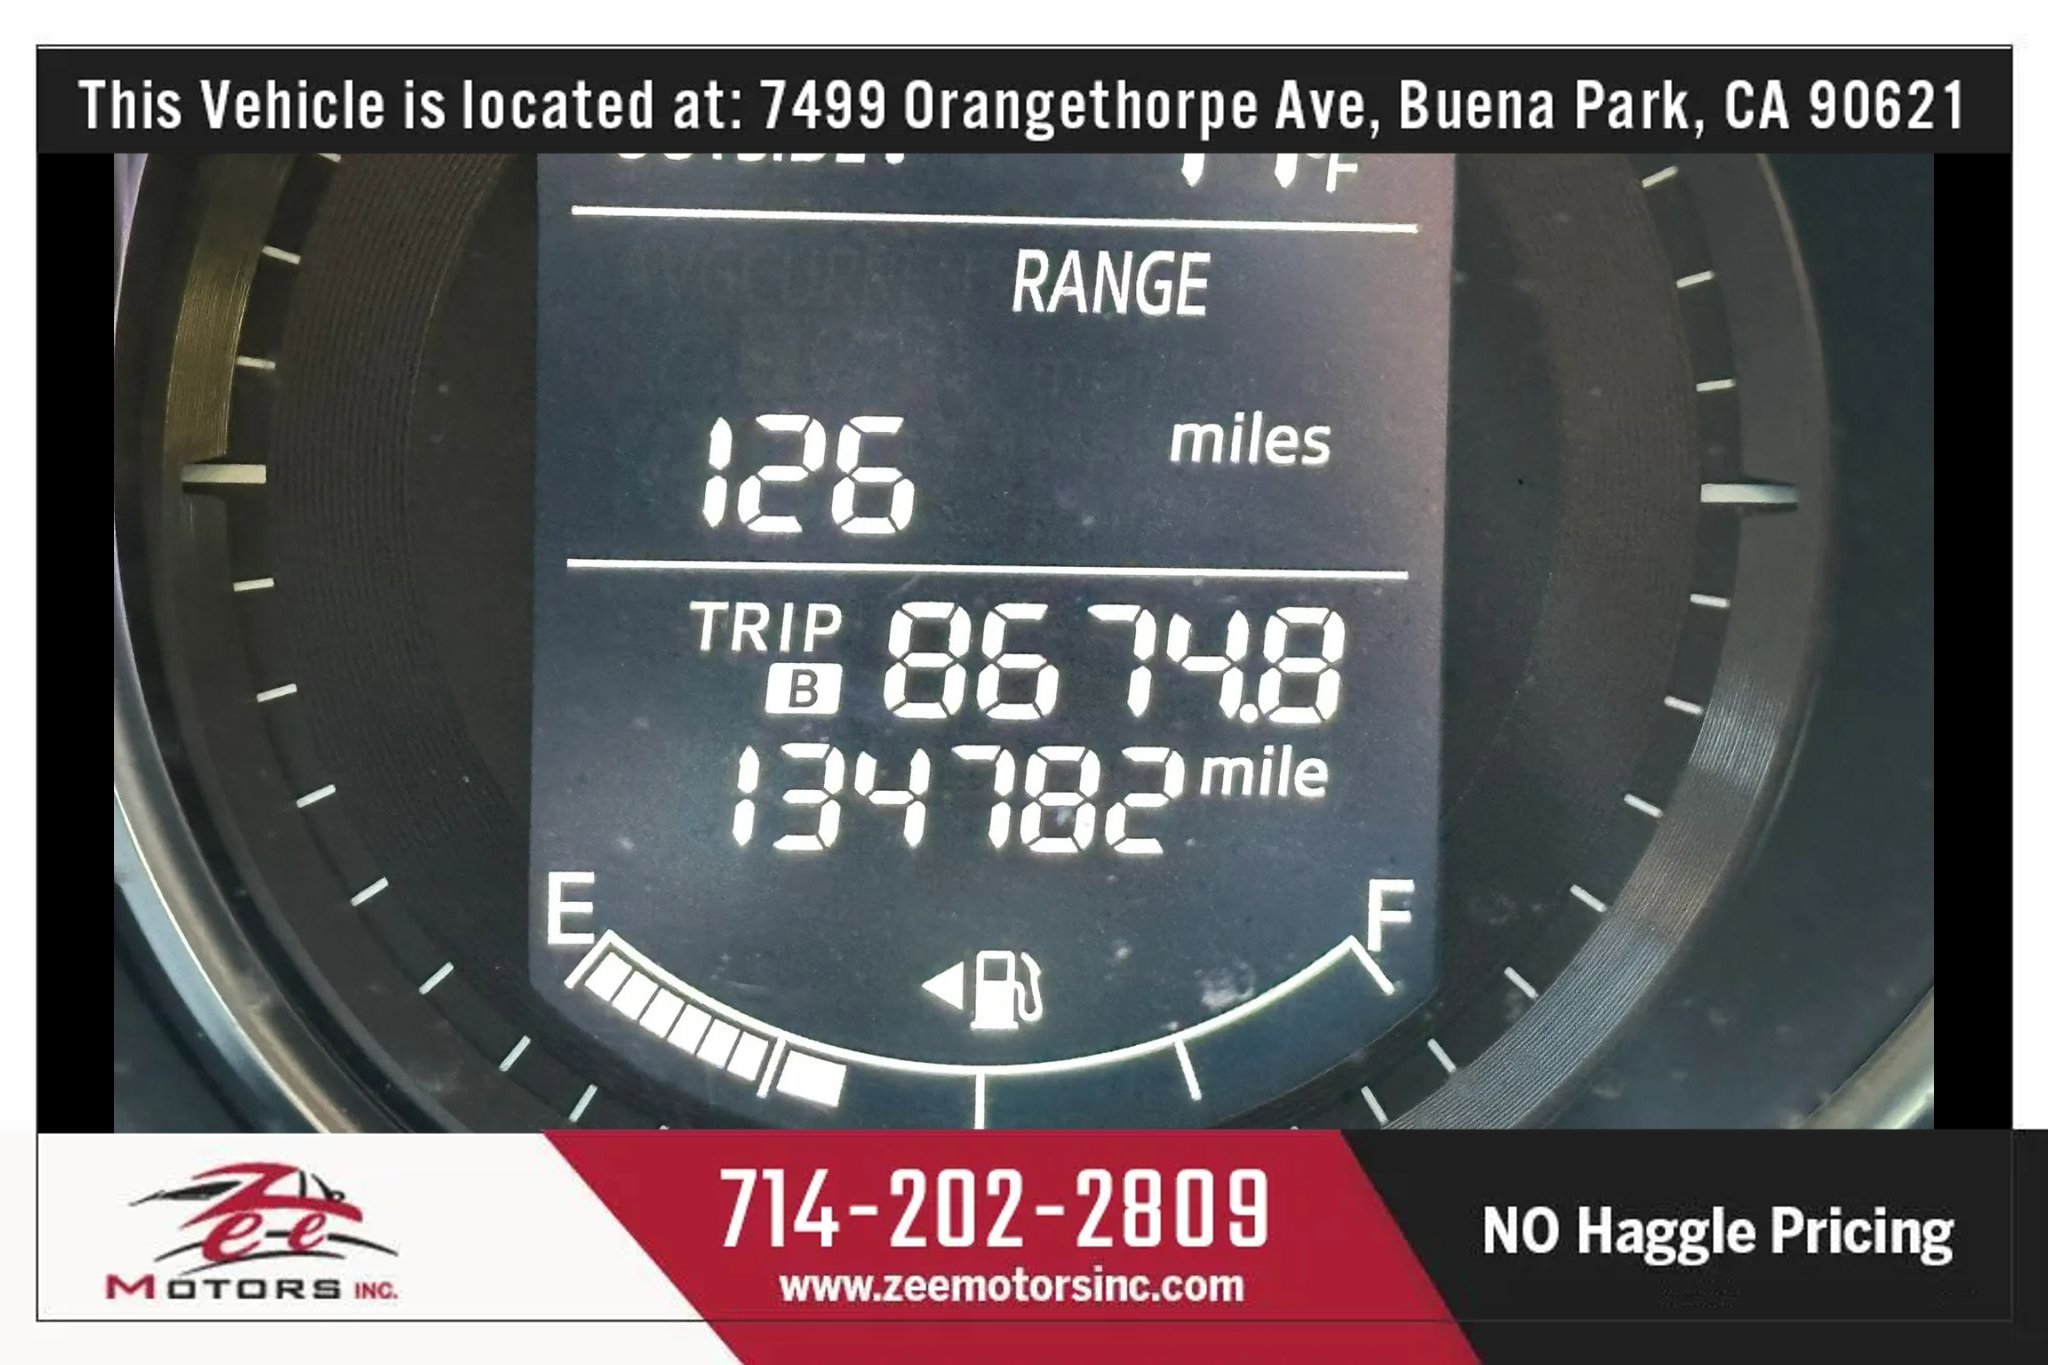 This Vehicle is located at: 7499 Orangethorpe Ave, Buena Park, CA 90621
RANGE
126 miles
TRIP B 8674.8
134782 mile
E F
Zee
MOTORS INC.
714-202-2809
www.zeemotorsinc.com
NO Haggle Pricing